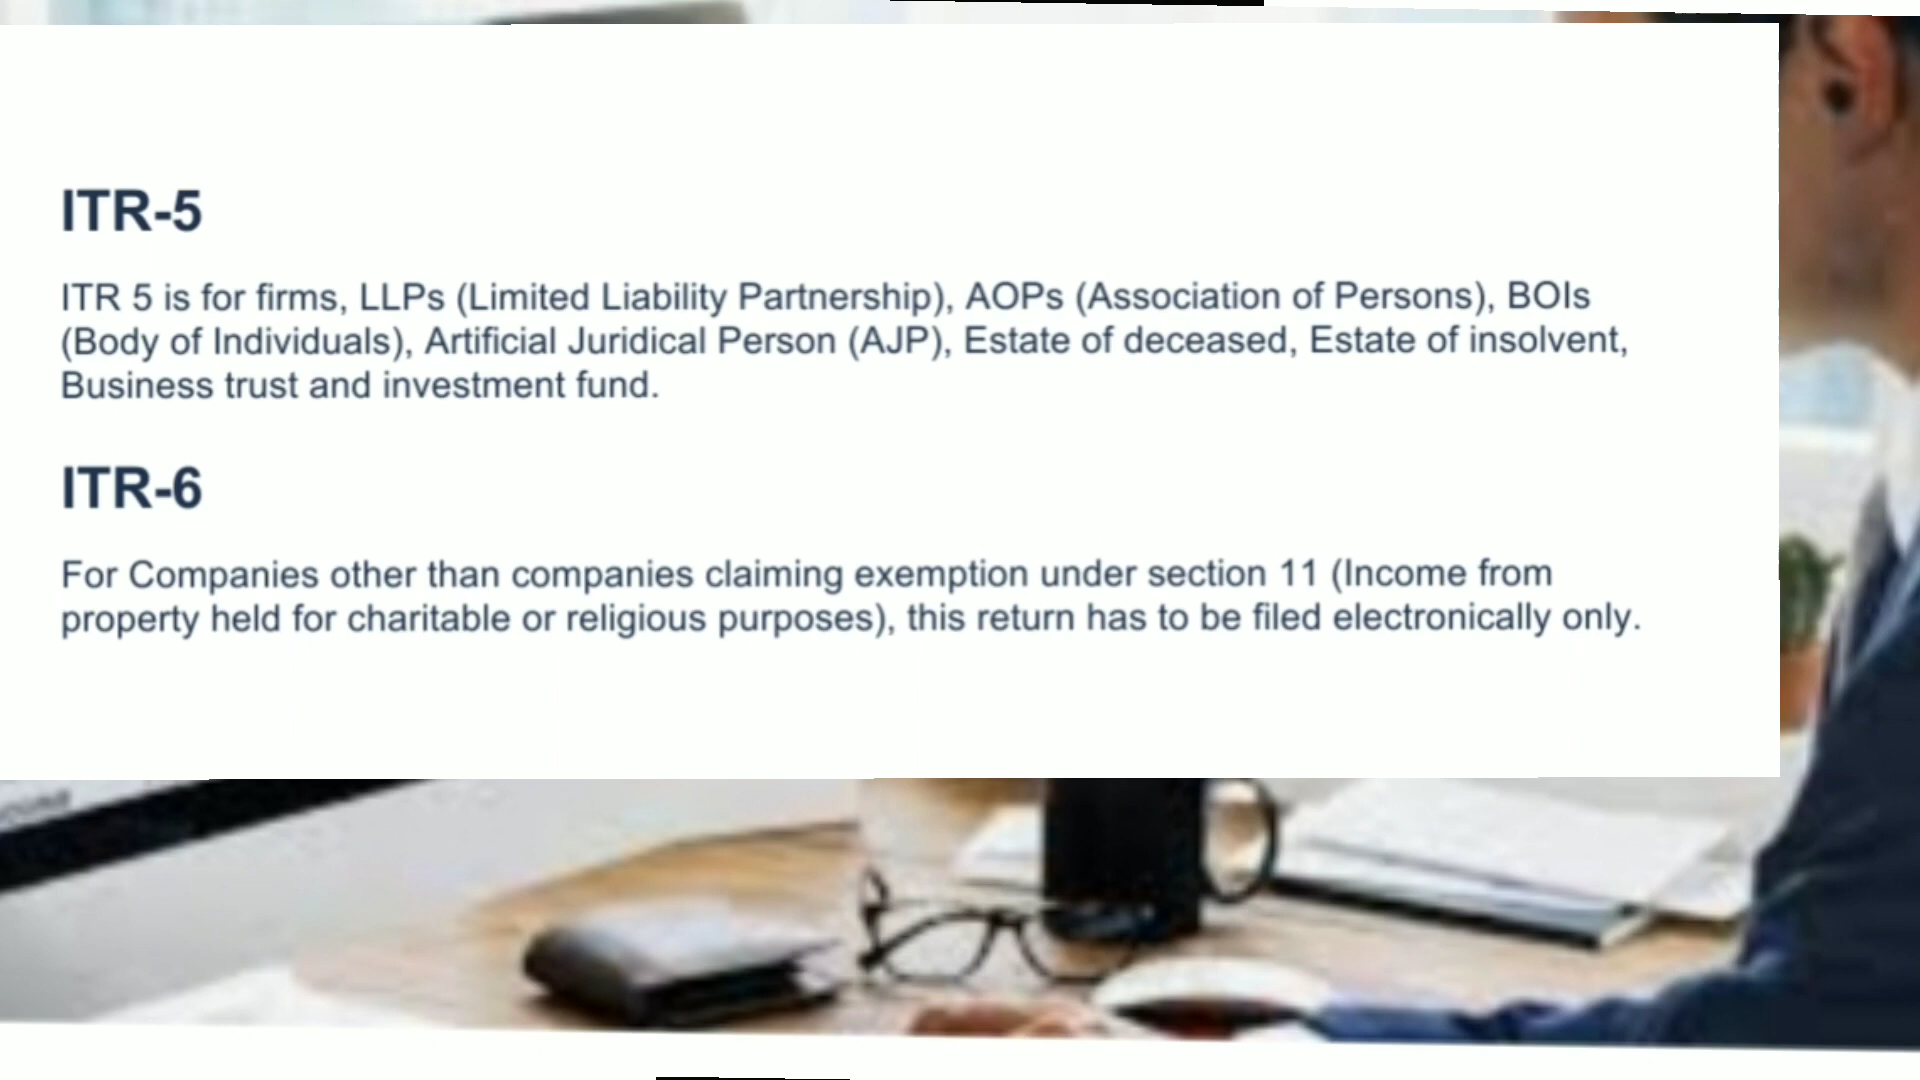 ITR-5
ITR 5 is for firms, LLPs (Limited Liability Partnership), AOPs (Association of Persons), BOIs
(Body of Individuals), Artificial Juridical Person (AJP), Estate of deceased, Estate of insolvent,
Business trust and investment fund.
ITR-6
For Companies other than companies claiming exemption under section 11 (Income from
property held for charitable or religious purposes), this return has to be filed electronically only.